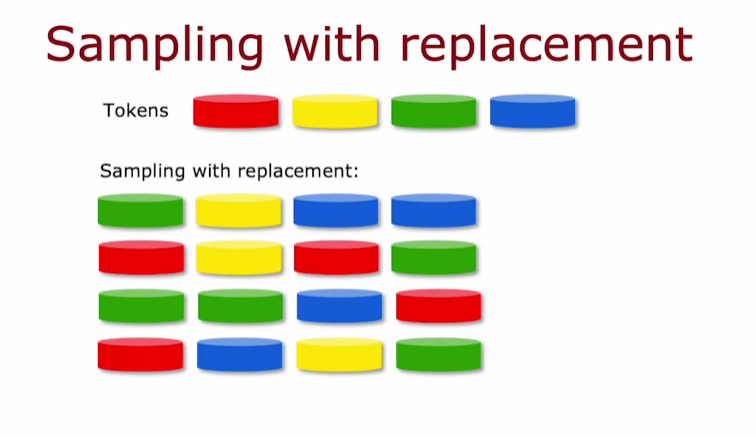 Sampling with replacement
Tokens
Sampling with replacement: